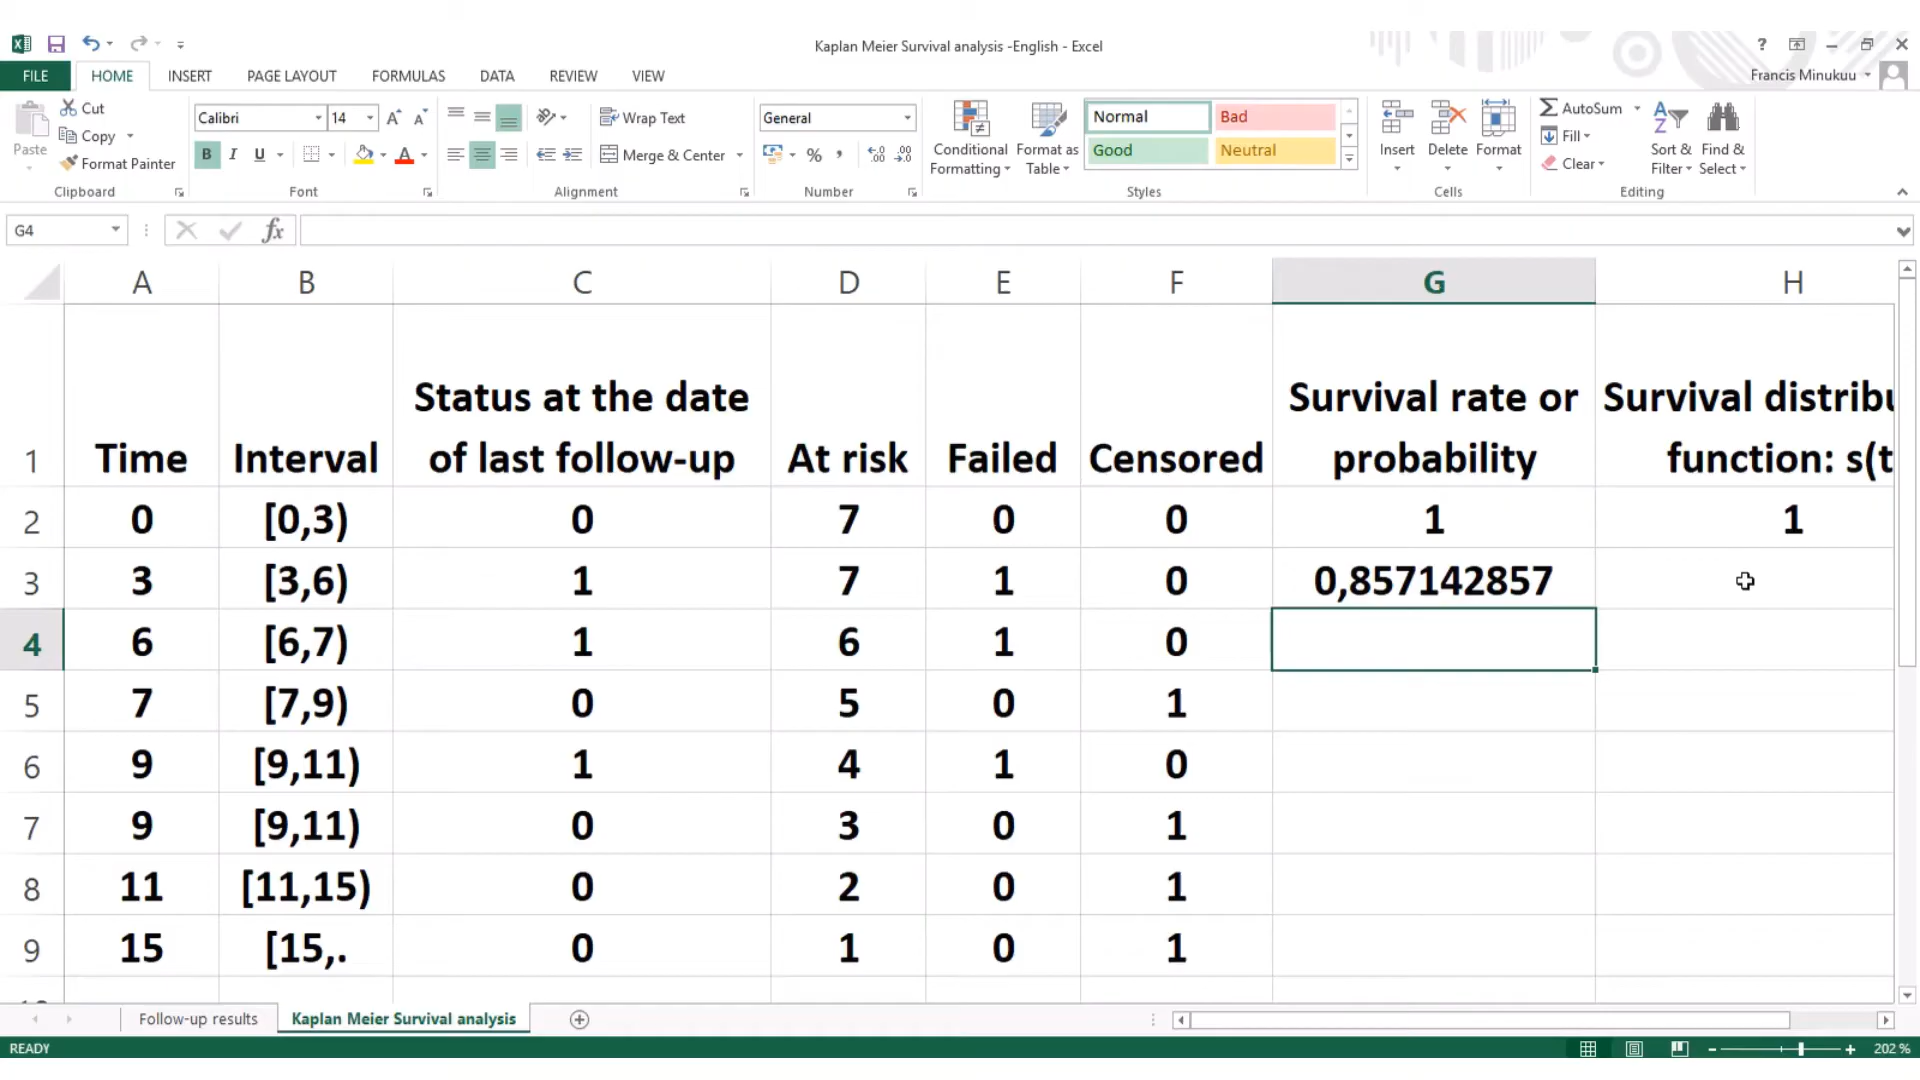 Kaplan Meier Survival analysis -English - Excel
?
FILE HOME INSERT PAGE LAYOUT FORMULAS DATA REVIEW VIEW Francis Minukuu
Paste
Cut
Copy
Format Painter
Clipboard
Calibri 14
B I U
Font
Wrap Text
Merge & Center
Alignment
General
%
Number
Conditional Formatting
Format as Table
Normal Bad
Good Neutral
Styles
Insert Delete Format
Cells
AutoSum
Fill
Clear
Sort & Filter
Find & Select
Editing
G4 fx
A B C D E F G H
Status at the date Survival rate or Survival distribu
1 Time Interval of last follow-up At risk Failed Censored probability function: s(t
2 0 [0,3) 0 7 0 0 1 1
3 3 [3,6) 1 7 1 0 0,857142857
4 6 [6,7) 1 6 1 0
5 7 [7,9) 0 5 0 1
6 9 [9,11) 1 4 1 0
7 9 [9,11) 0 3 0 1
8 11 [11,15) 0 2 0 1
9 15 [15,. 0 1 0 1
Follow-up results Kaplan Meier Survival analysis
READY 202 %